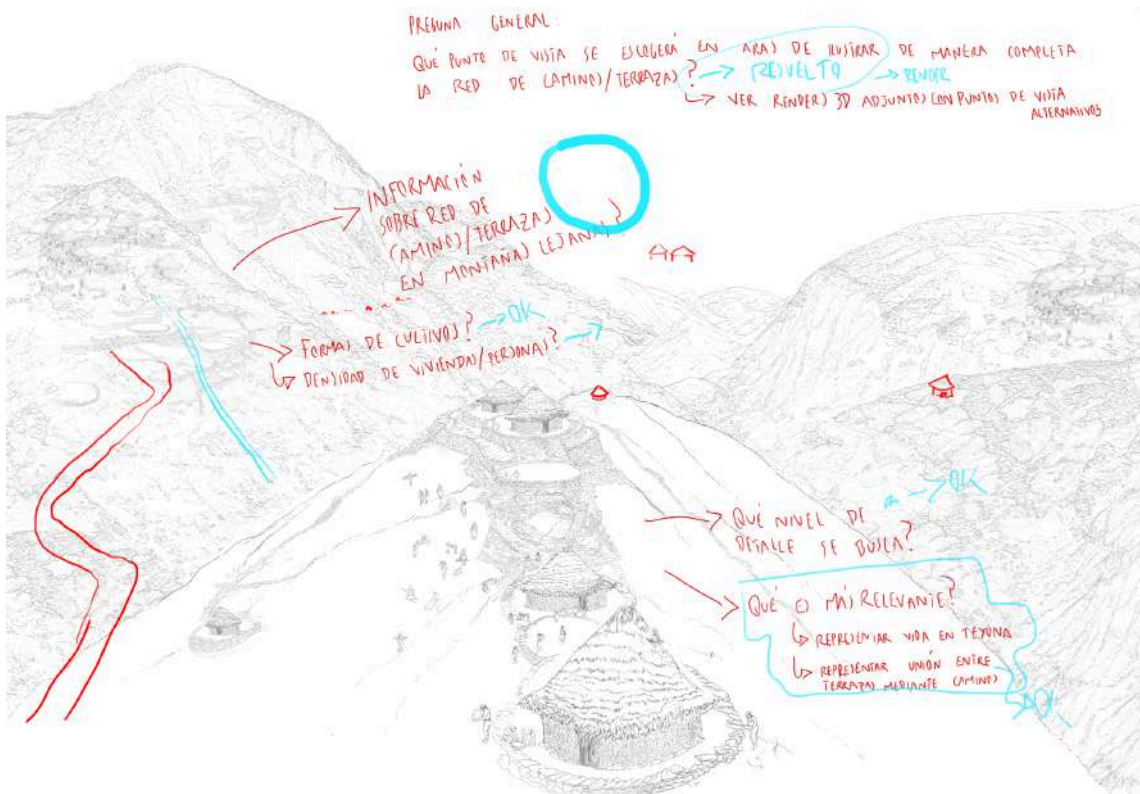 PREGUNA GENERAL:
QUÉ PUNTO DE VISTA SE ESCOGERÁ EN ARAS DE ILUSTRAR DE MANERA COMPLETA
LA RED DE CAMINOS/TERRAZAS? → RESUELTO → RENDER
↳ VER RENDERS 3D ADJUNTOS CON PUNTOS DE VISTA
ALTERNATIVOS
INFORMACIÓN
SOBRE RED DE
CAMINOS/TERRAZAS
EN MONTAÑAS LEJANAS?
FORMAS DE CULTIVOS? → OK
↳ DENSIDAD DE VIVIENDAS/PERSONAS? → ?
→ OK
QUÉ NIVEL DE
DETALLE SE BUSCA?
QUÉ ES MÁS RELEVANTE?
↳ REPRESENTAR VIDA EN TEYUNA
↳ REPRESENTAR UNIÓN ENTRE
TERRAZAS MEDIANTE CAMINOS
OK